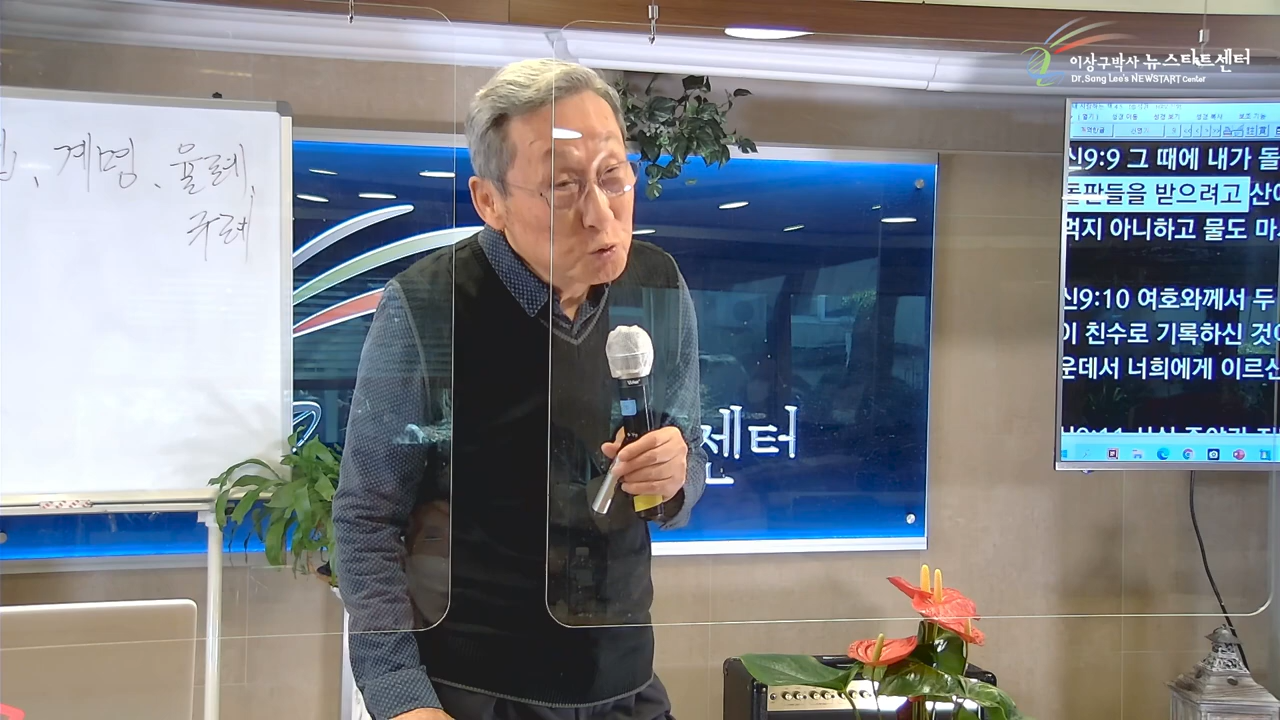 이상구박사 뉴스타트센터
Dr. Sang Lee's NEWSTART Center
계명, 율례,
규례
센터
신9:9 그 때에 내가 돌
돌판들을 받으려고 산에
먹지 아니하고 물도 마
신9:10 여호와께서 두
이 친수로 기록하신 것
운데서 너희에게 이르신